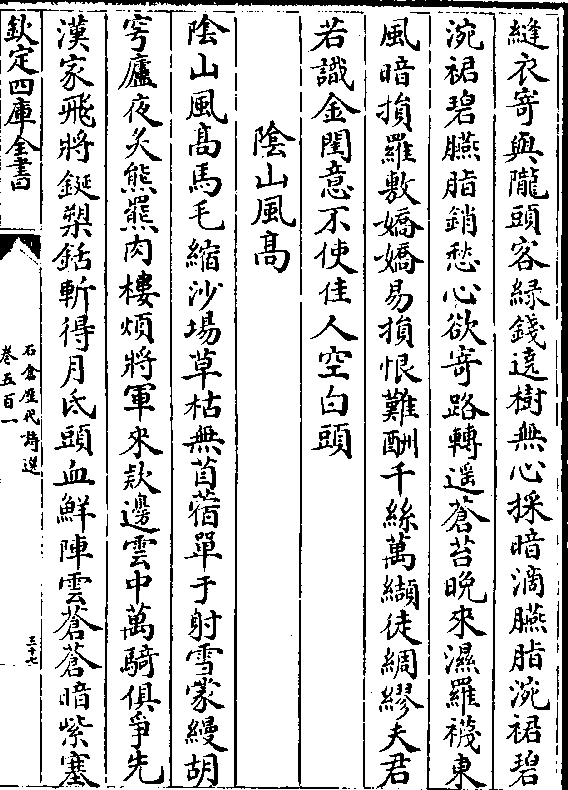 縫衣寄與隴頭客綠錢遶樹無心採暗滴臙脂涴裙碧
涴裙碧臙脂銷愁心欲寄路轉遥蒼苔晚來濕羅襪東
風暗損羅敷嬌嬌易損恨難酬千絲萬纈徒綢繆夫君
若識金閨意不使佳人空白頭
陰山風髙
陰山風髙馬毛縮沙場草枯無苜蓿單于射雪蒙縵胡
穹廬夜炙熊羆肉樓煩將軍來款邊雲中萬騎俱爭先
漢家飛將鋋槊銛斬得月氏頭血鮮陣雲蒼蒼暗紫塞
欽定四庫全書
石倉歷代詩選
卷五百一
三十七